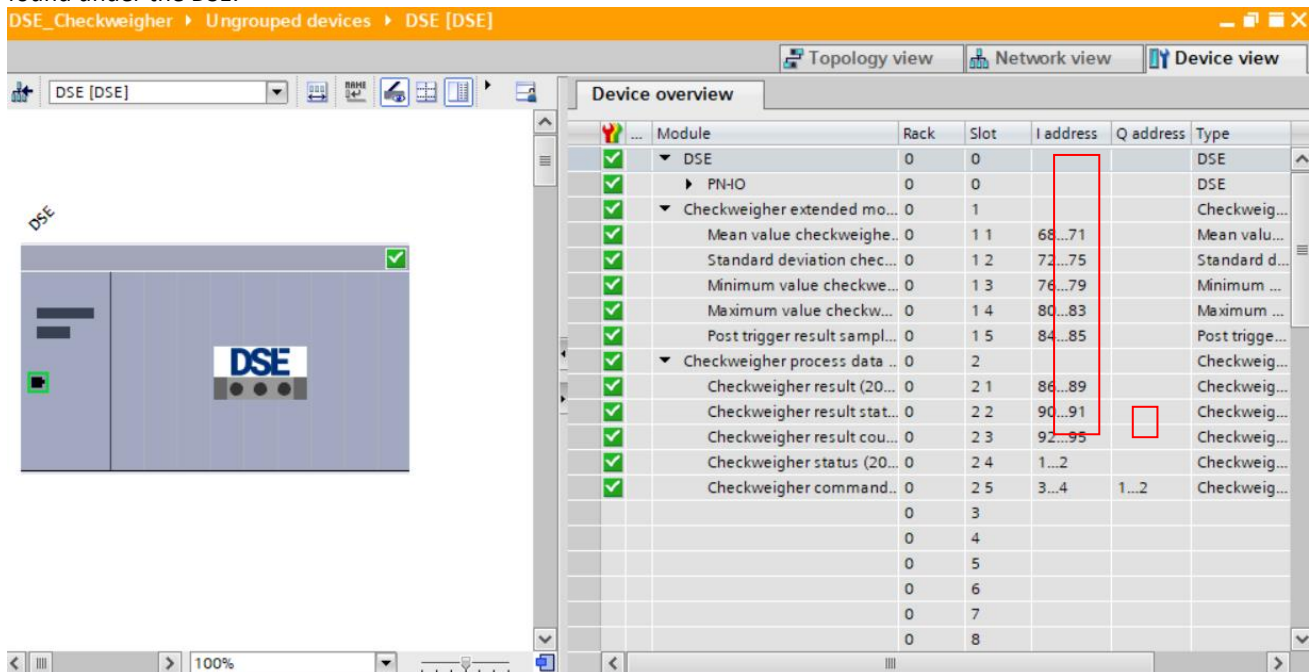 found under the DSE.
DSE_Checkweigher ▸ Ungrouped devices ▸ DSE [DSE]
Topology view Network view Device view
DSE [DSE]
Device overview
... Module Rack Slot I address Q address Type
DSE 0 0 DSE
PN-IO 0 0 DSE
Checkweigher extended mo... 0 1 Checkweig...
Mean value checkweighe.. 0 1 1 68...71 Mean valu...
Standard deviation chec... 0 1 2 72...75 Standard d...
Minimum value checkwe... 0 1 3 76...79 Minimum ...
Maximum value checkw... 0 1 4 80...83 Maximum ...
Post trigger result sampl... 0 1 5 84...85 Post trigge...
Checkweigher process data .. 0 2 Checkweig...
Checkweigher result (20... 0 2 1 86...89 Checkweig...
Checkweigher result stat... 0 2 2 90...91 Checkweig...
Checkweigher result cou... 0 2 3 92...95 Checkweig...
Checkweigher status (20... 0 2 4 1...2 Checkweig...
Checkweigher command.. 0 2 5 3...4 1...2 Checkweig...
0 3
0 4
0 5
0 6
0 7
0 8
DSE
DSE
100%